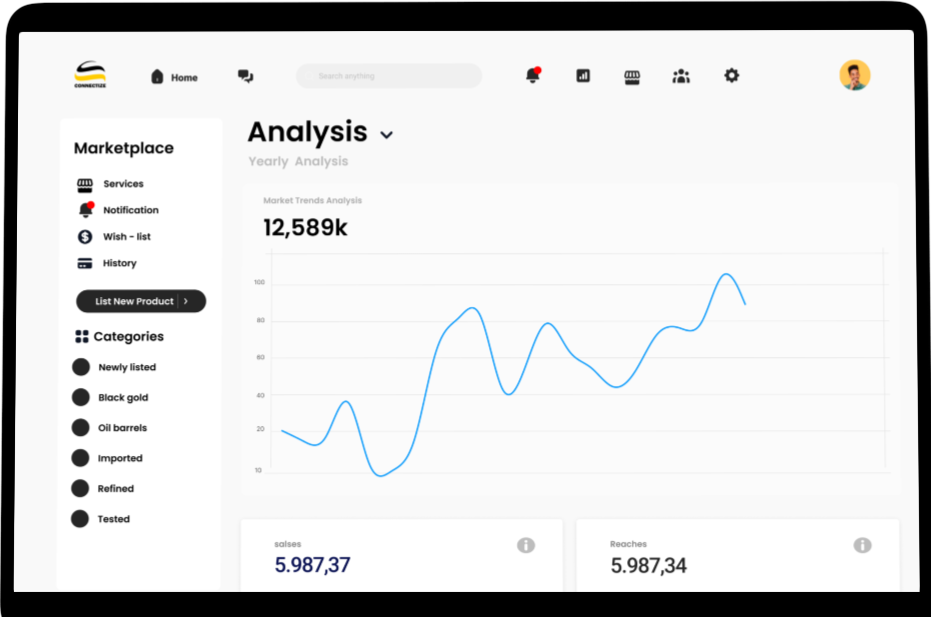 CONNECTIZE
Home
Search anything
Marketplace
Services
Notification
Wish - list
History
List New Product
Categories
Newly listed
Black gold
Oil barrels
Imported
Refined
Tested
Analysis
Yearly Analysis
Market Trends Analysis
12,589k
100
80
60
40
20
10
salses
5.987,37
Reaches
5.987,34